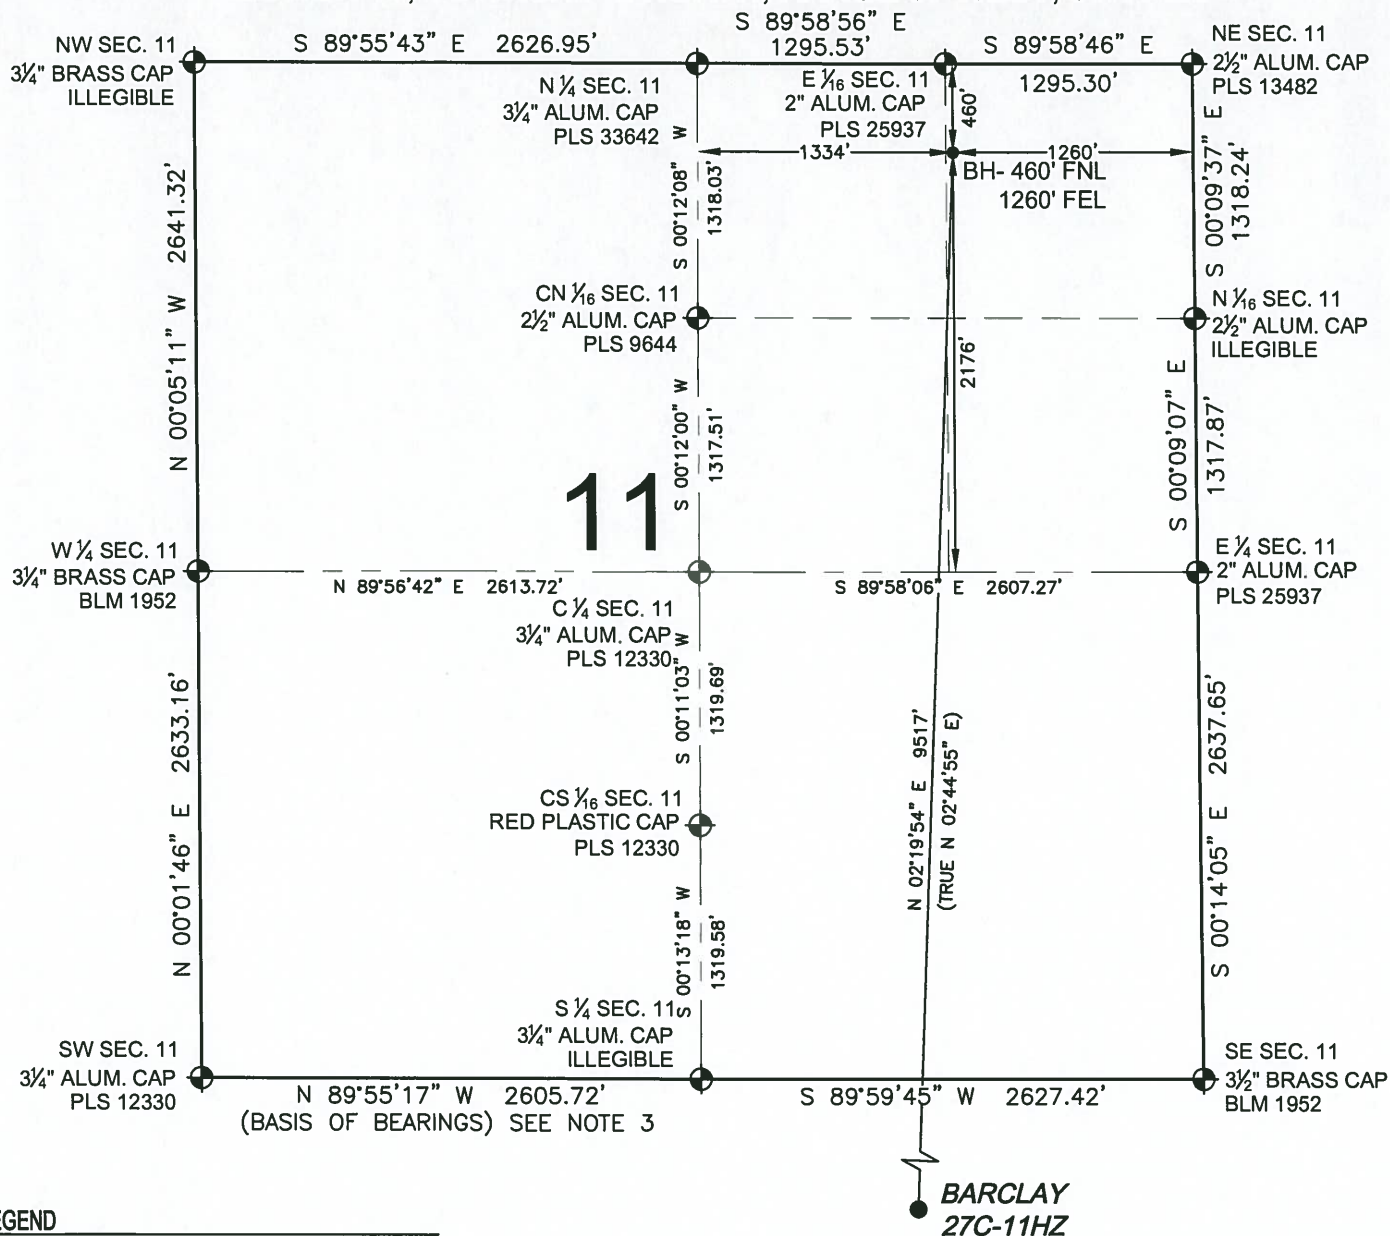 S 89°58'56" E
1295.53'
S 89°55'43" E 2626.95'
S 89°58'46" E
1295.30'
NW SEC. 11
3¼" BRASS CAP
ILLEGIBLE
N ¼ SEC. 11
3¼" ALUM. CAP
PLS 33642
E 1⁄16 SEC. 11
2" ALUM. CAP
PLS 25937
NE SEC. 11
2½" ALUM. CAP
PLS 13482
460'
1334'
1260'
BH- 460' FNL
1260' FEL
N 00°05'11" W 2641.32'
S 00°12'08" W
1318.03'
S 00°09'37" E
1318.24'
CN 1⁄16 SEC. 11
2½" ALUM. CAP
PLS 9644
N 1⁄16 SEC. 11
2½" ALUM. CAP
ILLEGIBLE
2176'
S 00°12'00" W
1317.51'
S 00°09'07" E
1317.87'
11
W ¼ SEC. 11
3¼" BRASS CAP
BLM 1952
N 89°56'42" E 2613.72'
S 89°58'06" E 2607.27'
E ¼ SEC. 11
2" ALUM. CAP
PLS 25937
C ¼ SEC. 11
3¼" ALUM. CAP
PLS 12330
S 00°11'03" W
1319.69'
N 00°01'46" E 2633.16'
N 02°19'54" E 9517'
(TRUE N 02°44'55" E)
S 00°14'05" E 2637.65'
CS 1⁄16 SEC. 11
RED PLASTIC CAP
PLS 12330
S 00°13'18" W
1319.58'
S ¼ SEC. 11
3¼" ALUM. CAP
ILLEGIBLE
SW SEC. 11
3¼" ALUM. CAP
PLS 12330
SE SEC. 11
3½" BRASS CAP
BLM 1952
N 89°55'17" W 2605.72'
(BASIS OF BEARINGS) SEE NOTE 3
S 89°59'45" W 2627.42'
BARCLAY
27C-11HZ
EGEND